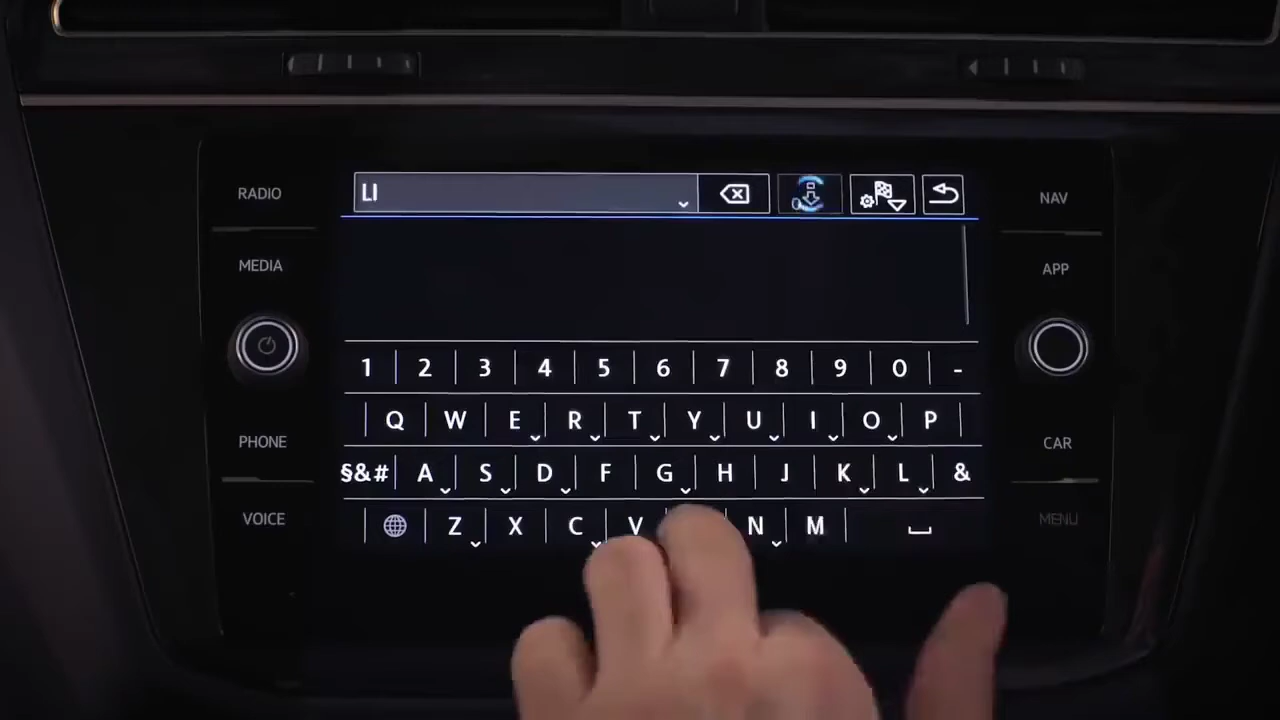 RADIO
MEDIA
PHONE
VOICE
LI
1 2 3 4 5 6 7 8 9 0 -
Q W E R T Y U I O P
§&# A S D F G H J K L &
Z X C V N M
NAV
APP
CAR
MENU